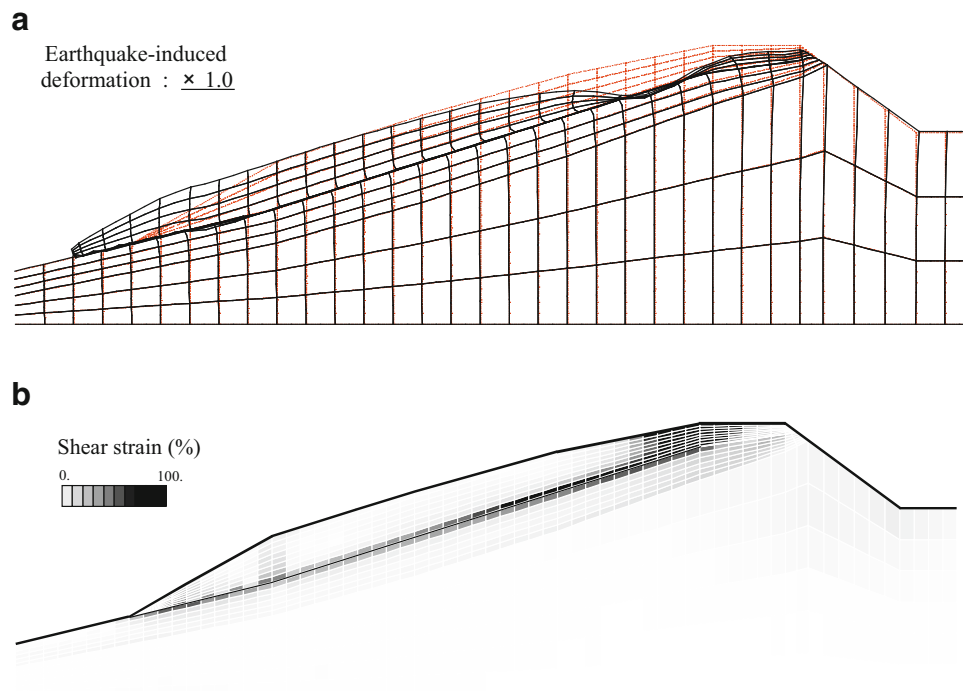 a
Earthquake-induced
deformation : × 1.0
b
Shear strain (%)
0. 100.